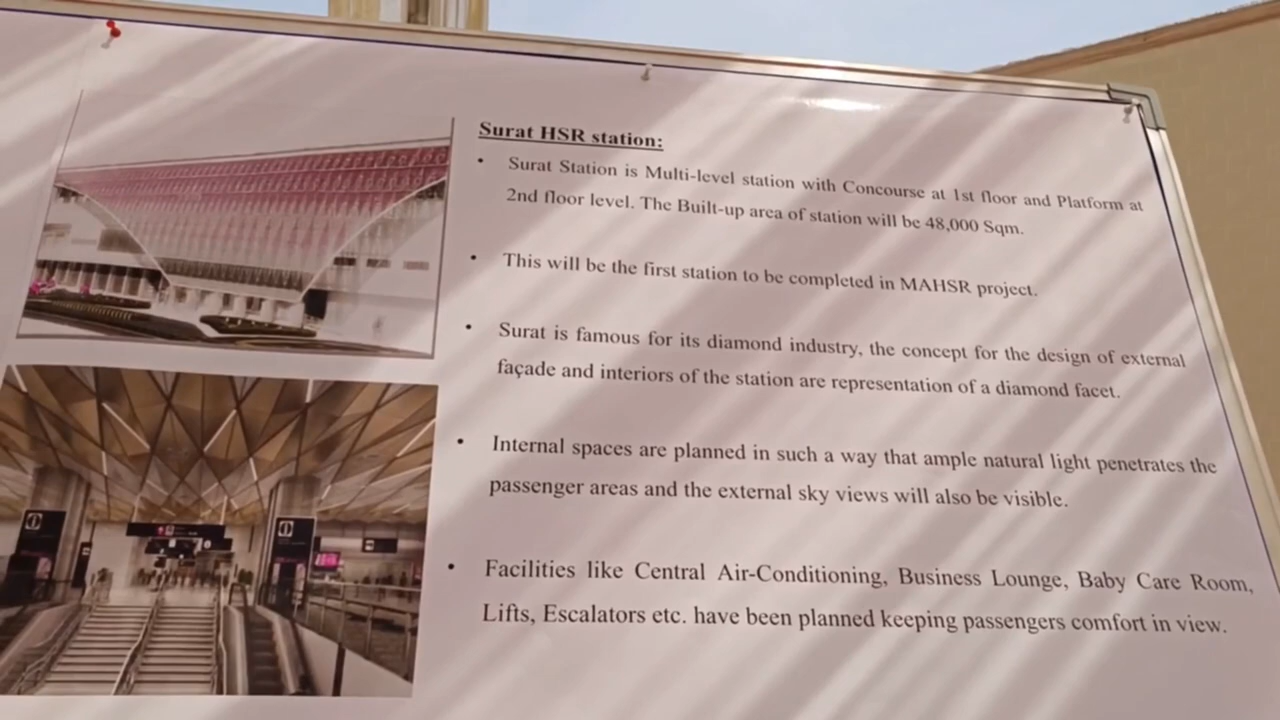 Surat HSR station:
• Surat Station is Multi-level station with Concourse at 1st floor and Platform at
2nd floor level. The Built-up area of station will be 48,000 Sqm.
• This will be the first station to be completed in MAHSR project.
• Surat is famous for its diamond industry, the concept for the design of external
façade and interiors of the station are representation of a diamond facet.
• Internal spaces are planned in such a way that ample natural light penetrates the
passenger areas and the external sky views will also be visible.
• Facilities like Central Air-Conditioning, Business Lounge, Baby Care Room,
Lifts, Escalators etc. have been planned keeping passengers comfort in view.